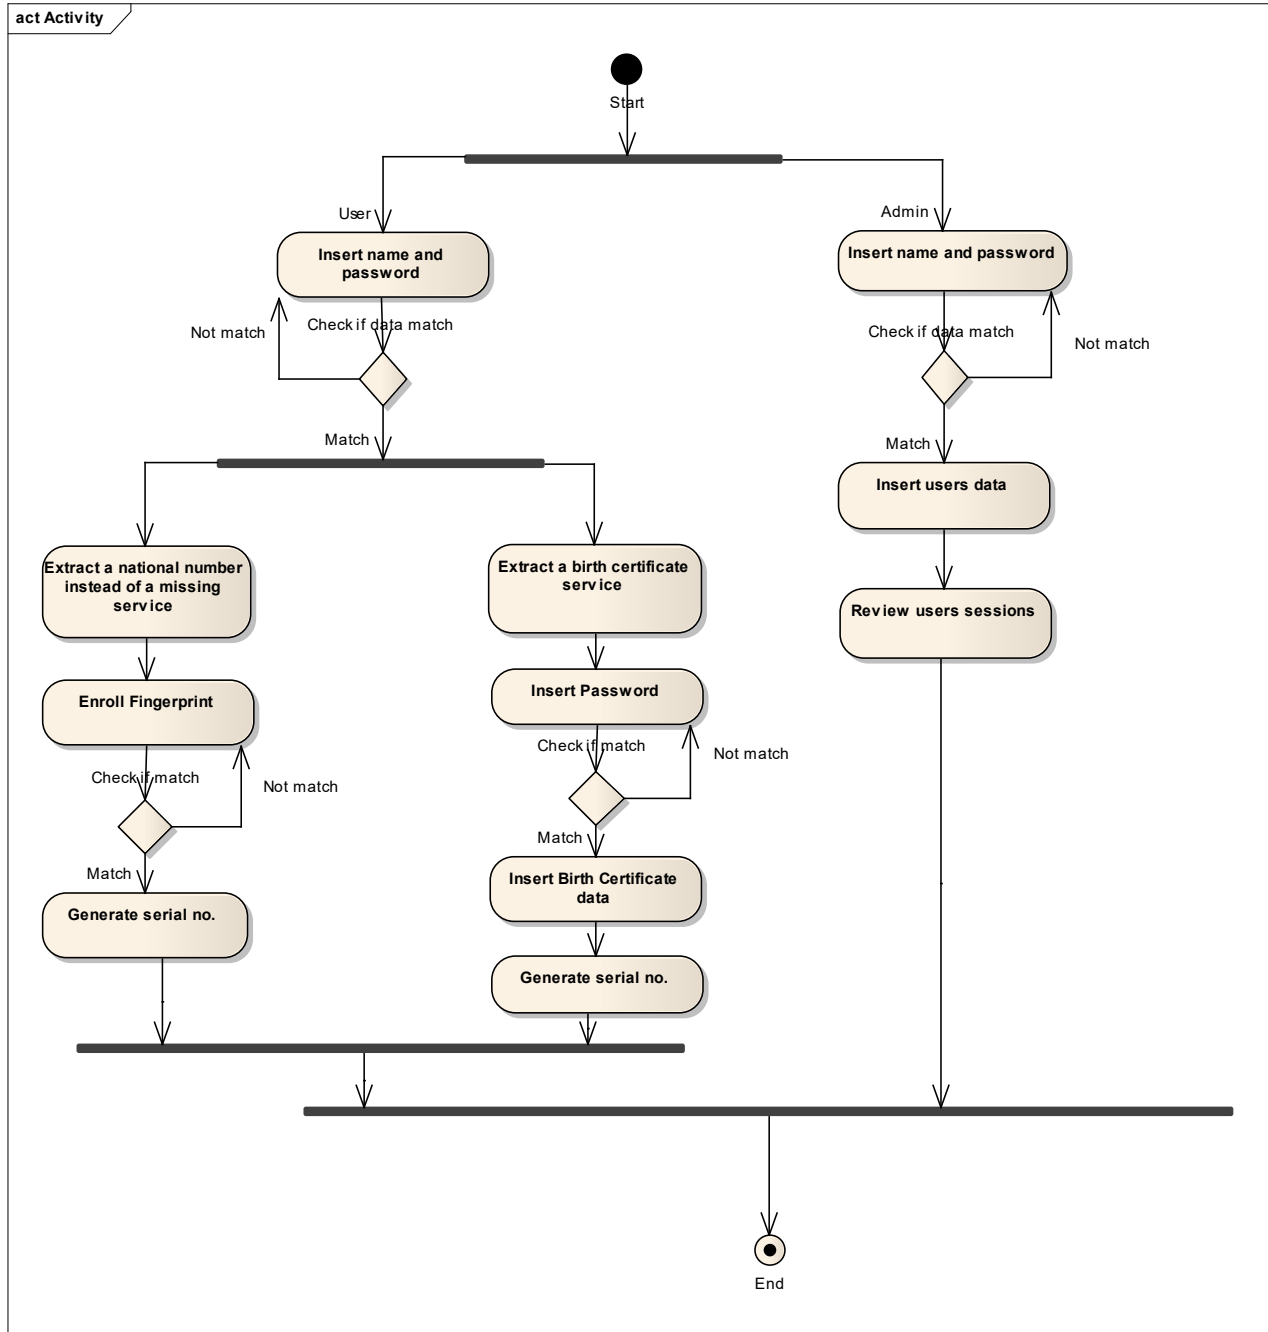 act Activity
Start
User
Admin
Insert name and
password
Insert name and password
Not match
Check if data match
Check if data match
Not match
Match
Match
Insert users data
Extract a national number
instead of a missing
service
Extract a birth certificate
service
Review users sessions
Enroll Fingerprint
Insert Password
Check if match
Not match
Check if match
Not match
Match
Match
Insert Birth Certificate
data
Generate serial no.
Generate serial no.
End